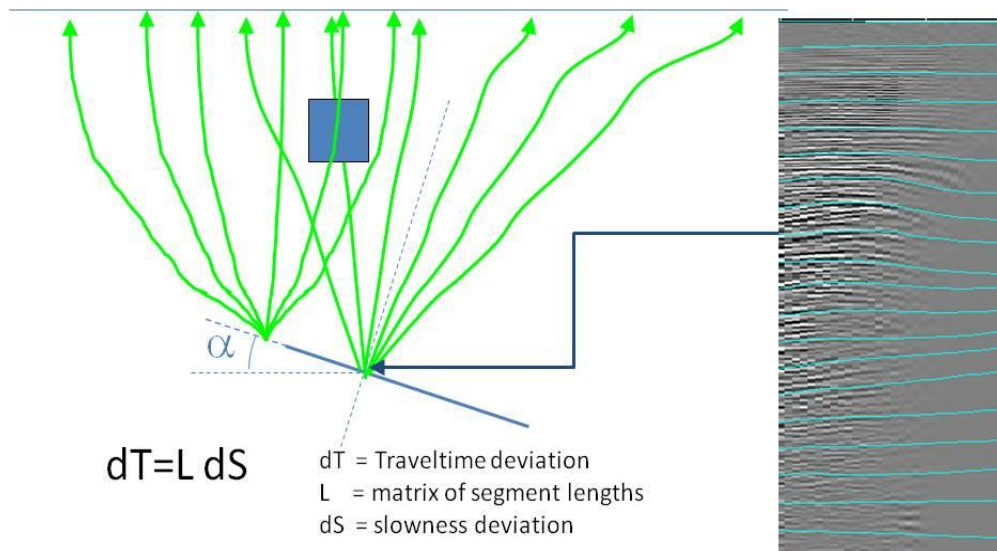 α
dT=L dS
dT = Traveltime deviation
L = matrix of segment lengths
dS = slowness deviation